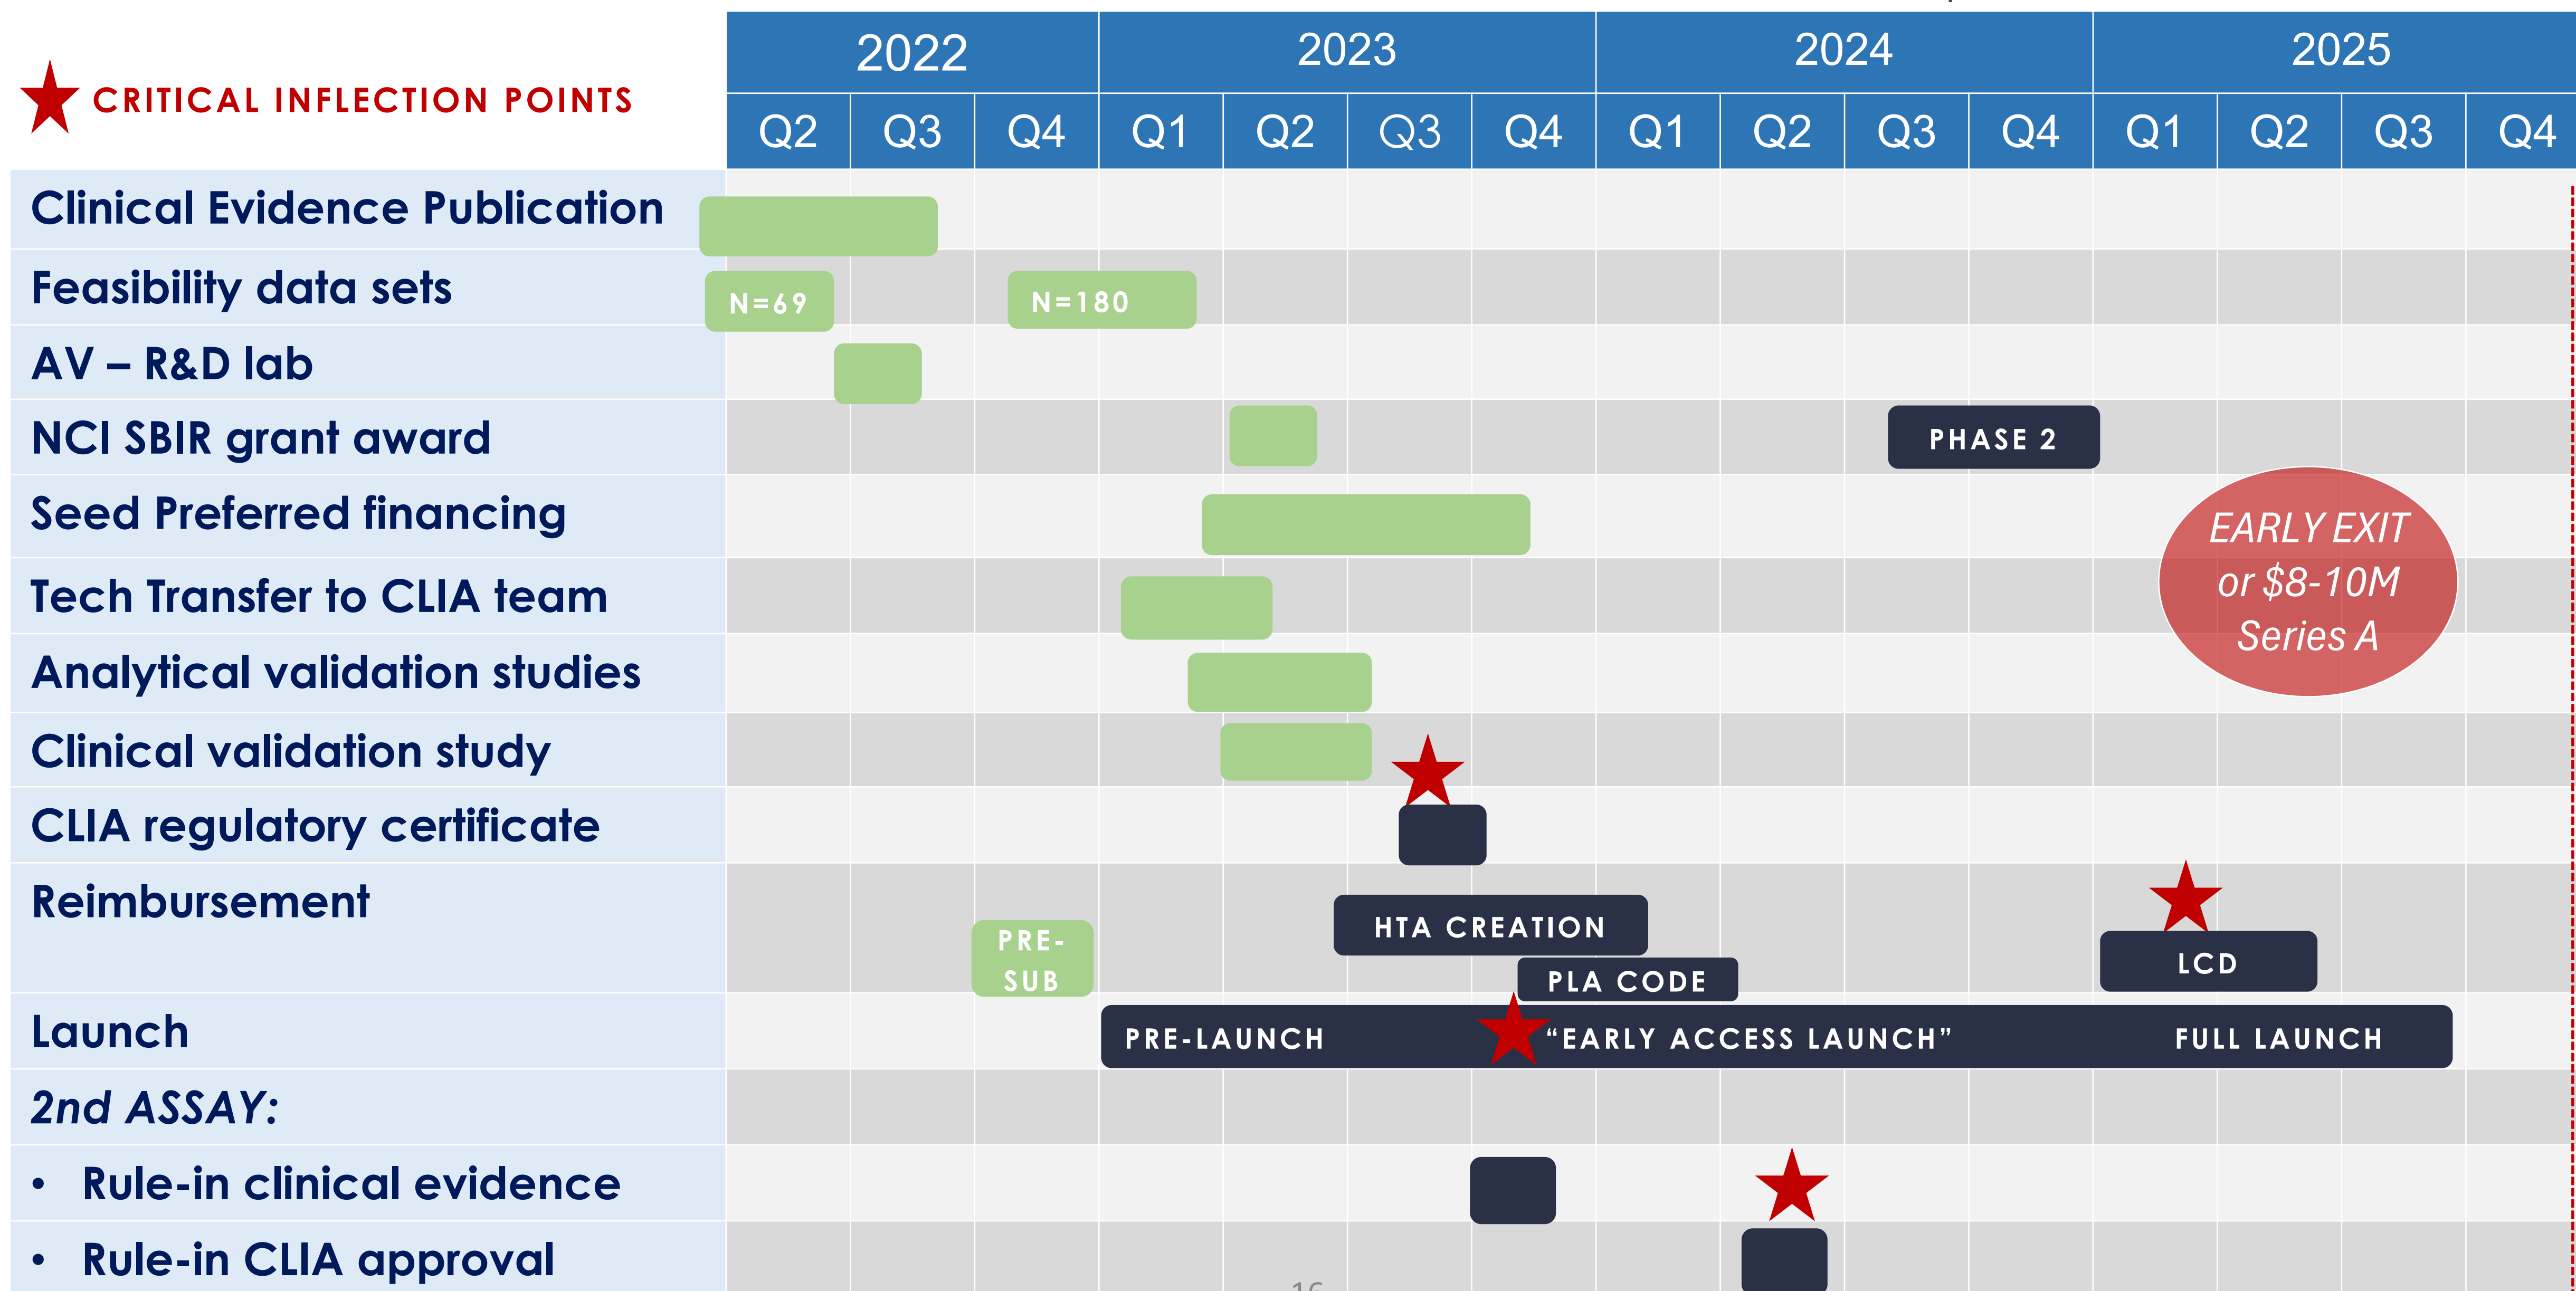 2022 2023 2024 2025
CRITICAL INFLECTION POINTS
Q2 Q3 Q4 Q1 Q2 Q3 Q4 Q1 Q2 Q3 Q4 Q1 Q2 Q3 Q4
Clinical Evidence Publication
Feasibility data sets
N=69 N=180
AV – R&D lab
NCI SBIR grant award
PHASE 2
Seed Preferred financing
EARLY EXIT
or $8-10M
Series A
Tech Transfer to CLIA team
Analytical validation studies
Clinical validation study
CLIA regulatory certificate
Reimbursement
PRE-
SUB
HTA CREATION
PLA CODE
LCD
Launch
PRE-LAUNCH “EARLY ACCESS LAUNCH” FULL LAUNCH
2nd ASSAY:
• Rule-in clinical evidence
• Rule-in CLIA approval